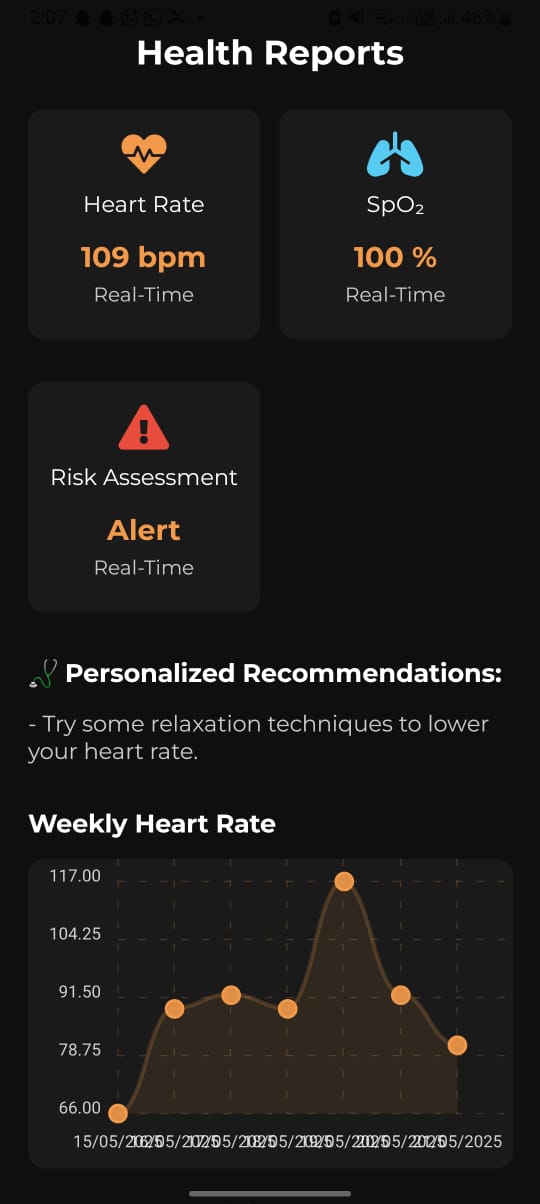 2:07 46%
Health Reports
Heart Rate
109 bpm
Real-Time
SpO₂
100 %
Real-Time
Risk Assessment
Alert
Real-Time
Personalized Recommendations:
- Try some relaxation techniques to lower
your heart rate.
Weekly Heart Rate
117.00
104.25
91.50
78.75
66.00
15/05/2025 16/05/2025 17/05/2025 18/05/2025 19/05/2025 20/05/2025 21/05/2025